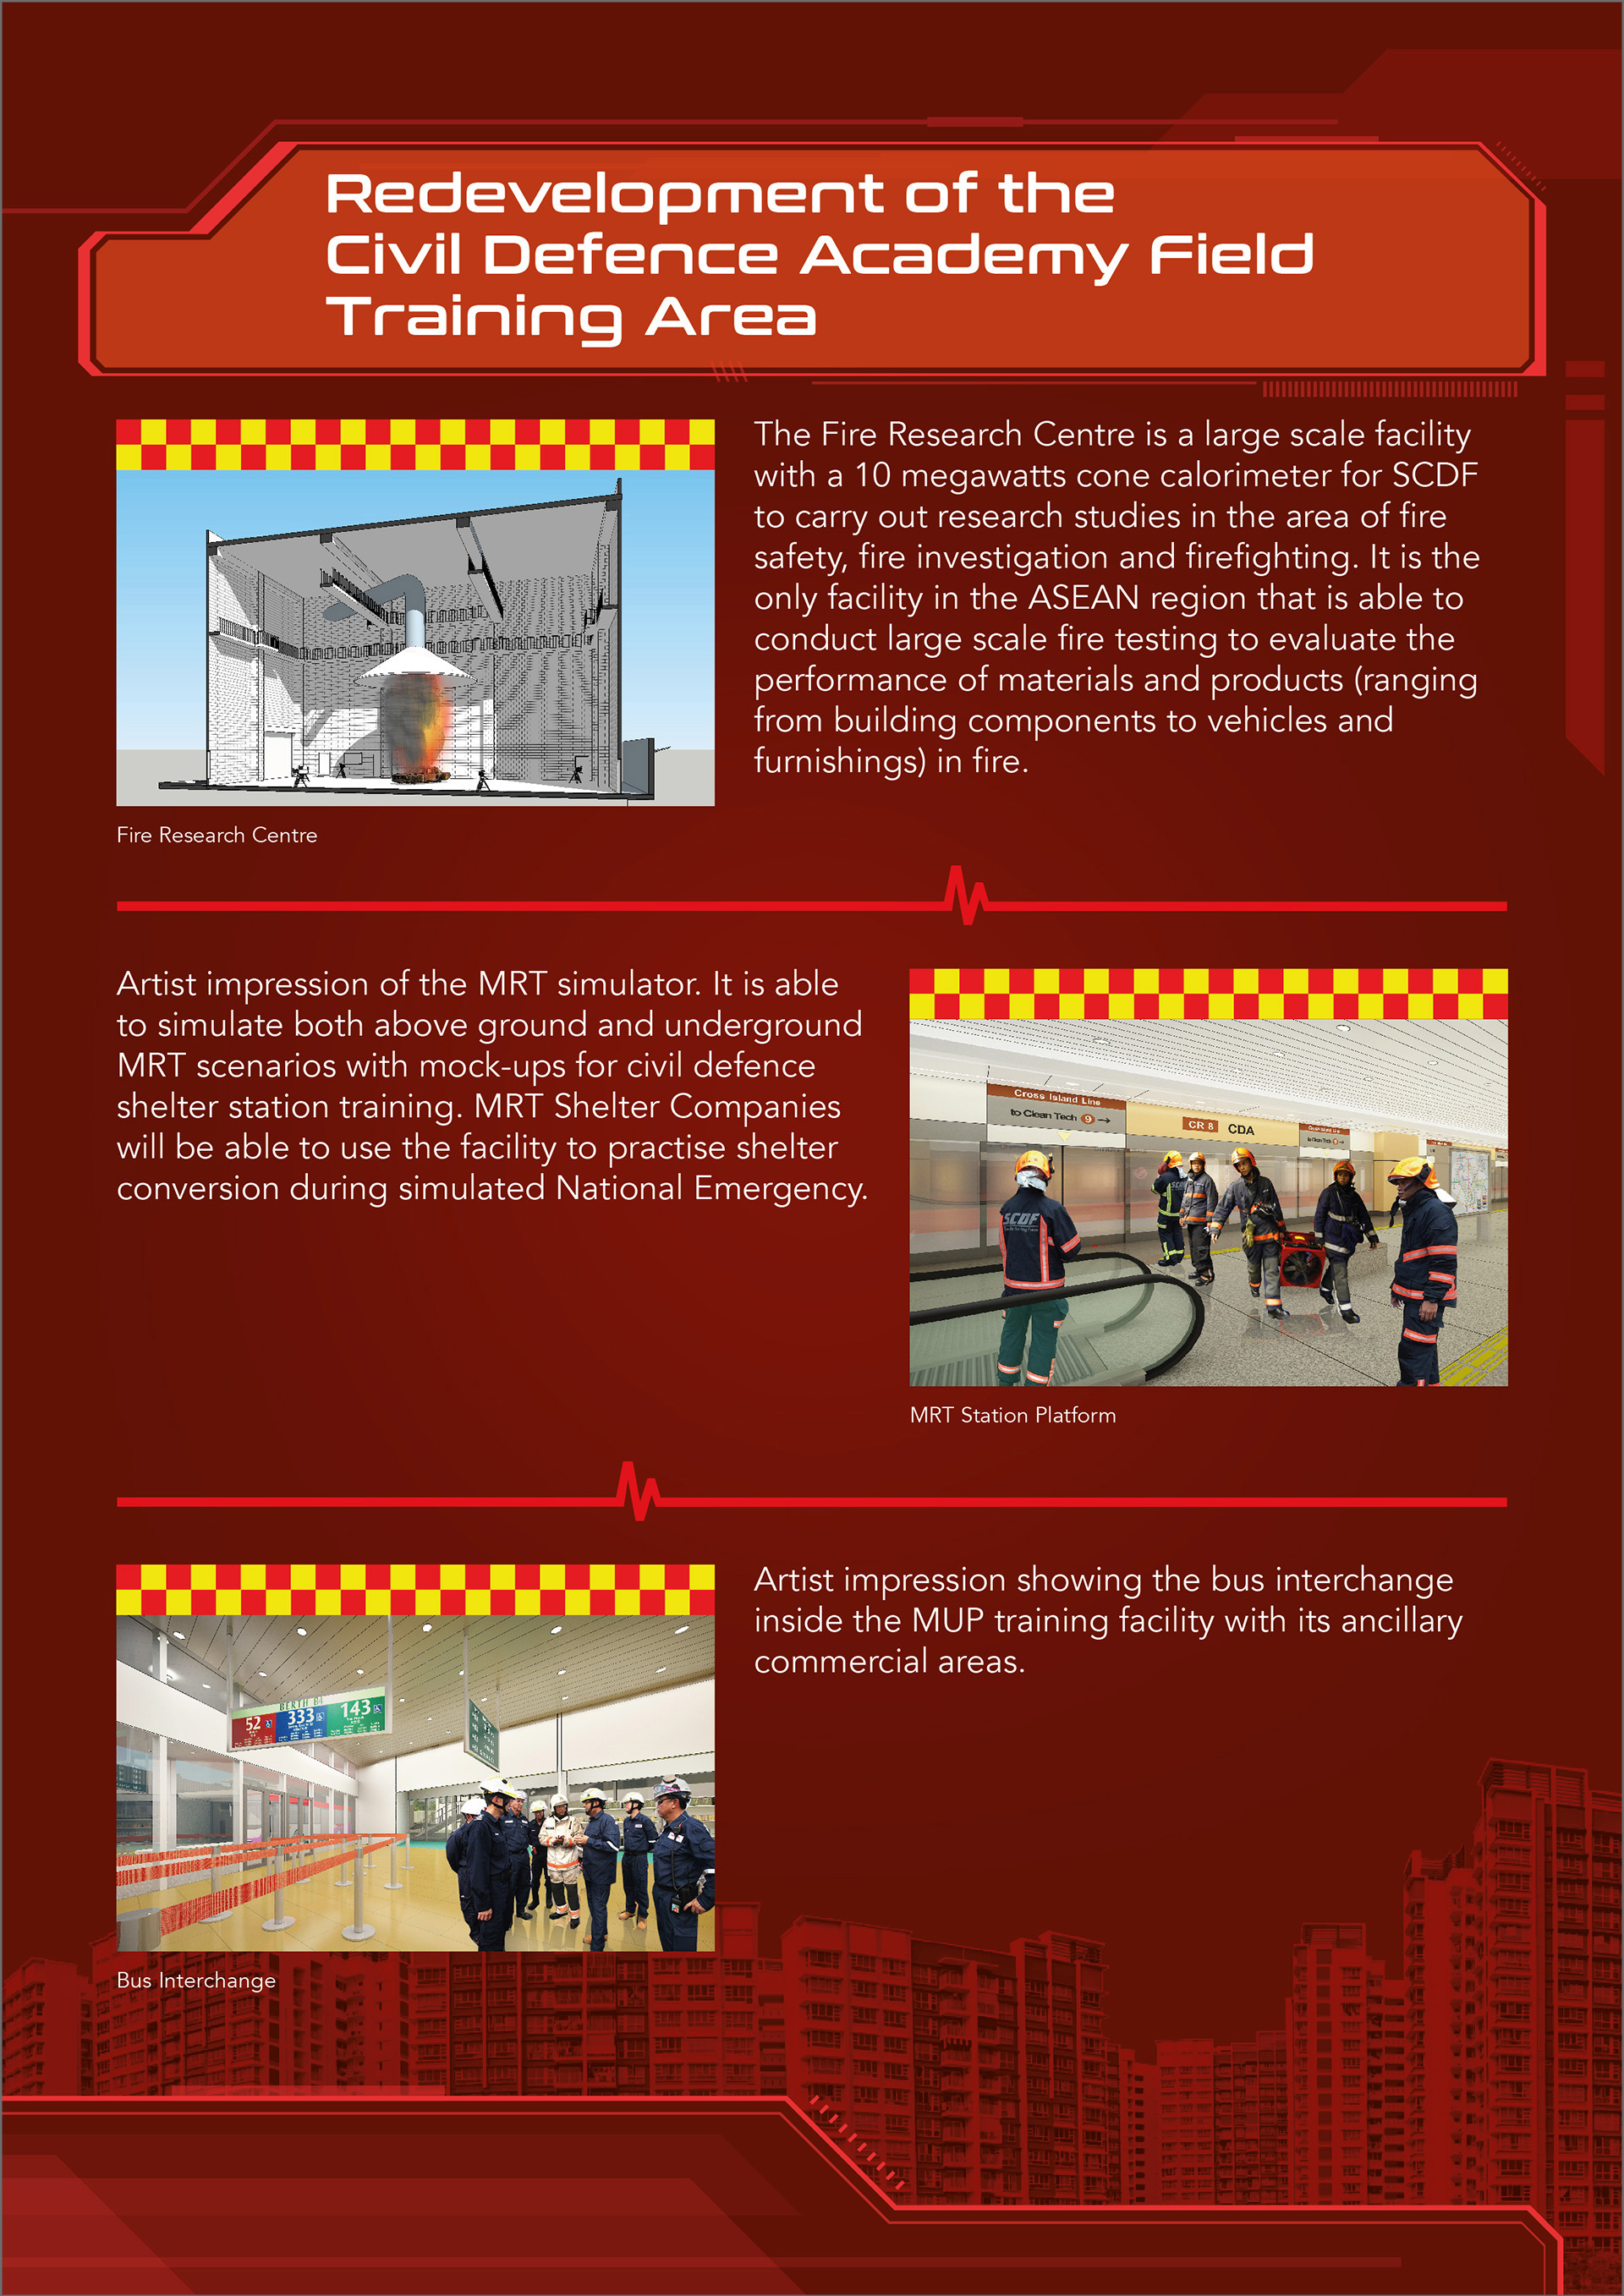 Redevelopment of the
Civil Defence Academy Field
Training Area
The Fire Research Centre is a large scale facility
with a 10 megawatts cone calorimeter for SCDF
to carry out research studies in the area of fire
safety, fire investigation and firefighting. It is the
only facility in the ASEAN region that is able to
conduct large scale fire testing to evaluate the
performance of materials and products (ranging
from building components to vehicles and
furnishings) in fire.
Fire Research Centre
Artist impression of the MRT simulator. It is able
to simulate both above ground and underground
MRT scenarios with mock-ups for civil defence
shelter station training. MRT Shelter Companies
will be able to use the facility to practise shelter
conversion during simulated National Emergency.
Cross Island Line
to Clean Tech 9 →
CR 8 CDA
SCDF
MRT Station Platform
Artist impression showing the bus interchange
inside the MUP training facility with its ancillary
commercial areas.
BERTH
52 333 143
Bus Interchange